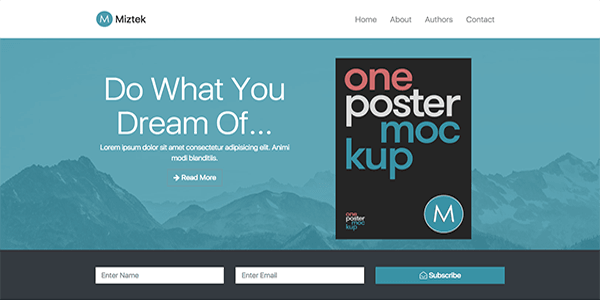 M Miztek
Home About Authors Contact
Do What You
Dream Of...
Lorem ipsum dolor sit amet consectetur adipisicing elit. Animi
modi blanditiis.
Read More
one
poster
moc
kup
one
poster
moc
kup
M
Enter Name
Enter Email
Subscribe